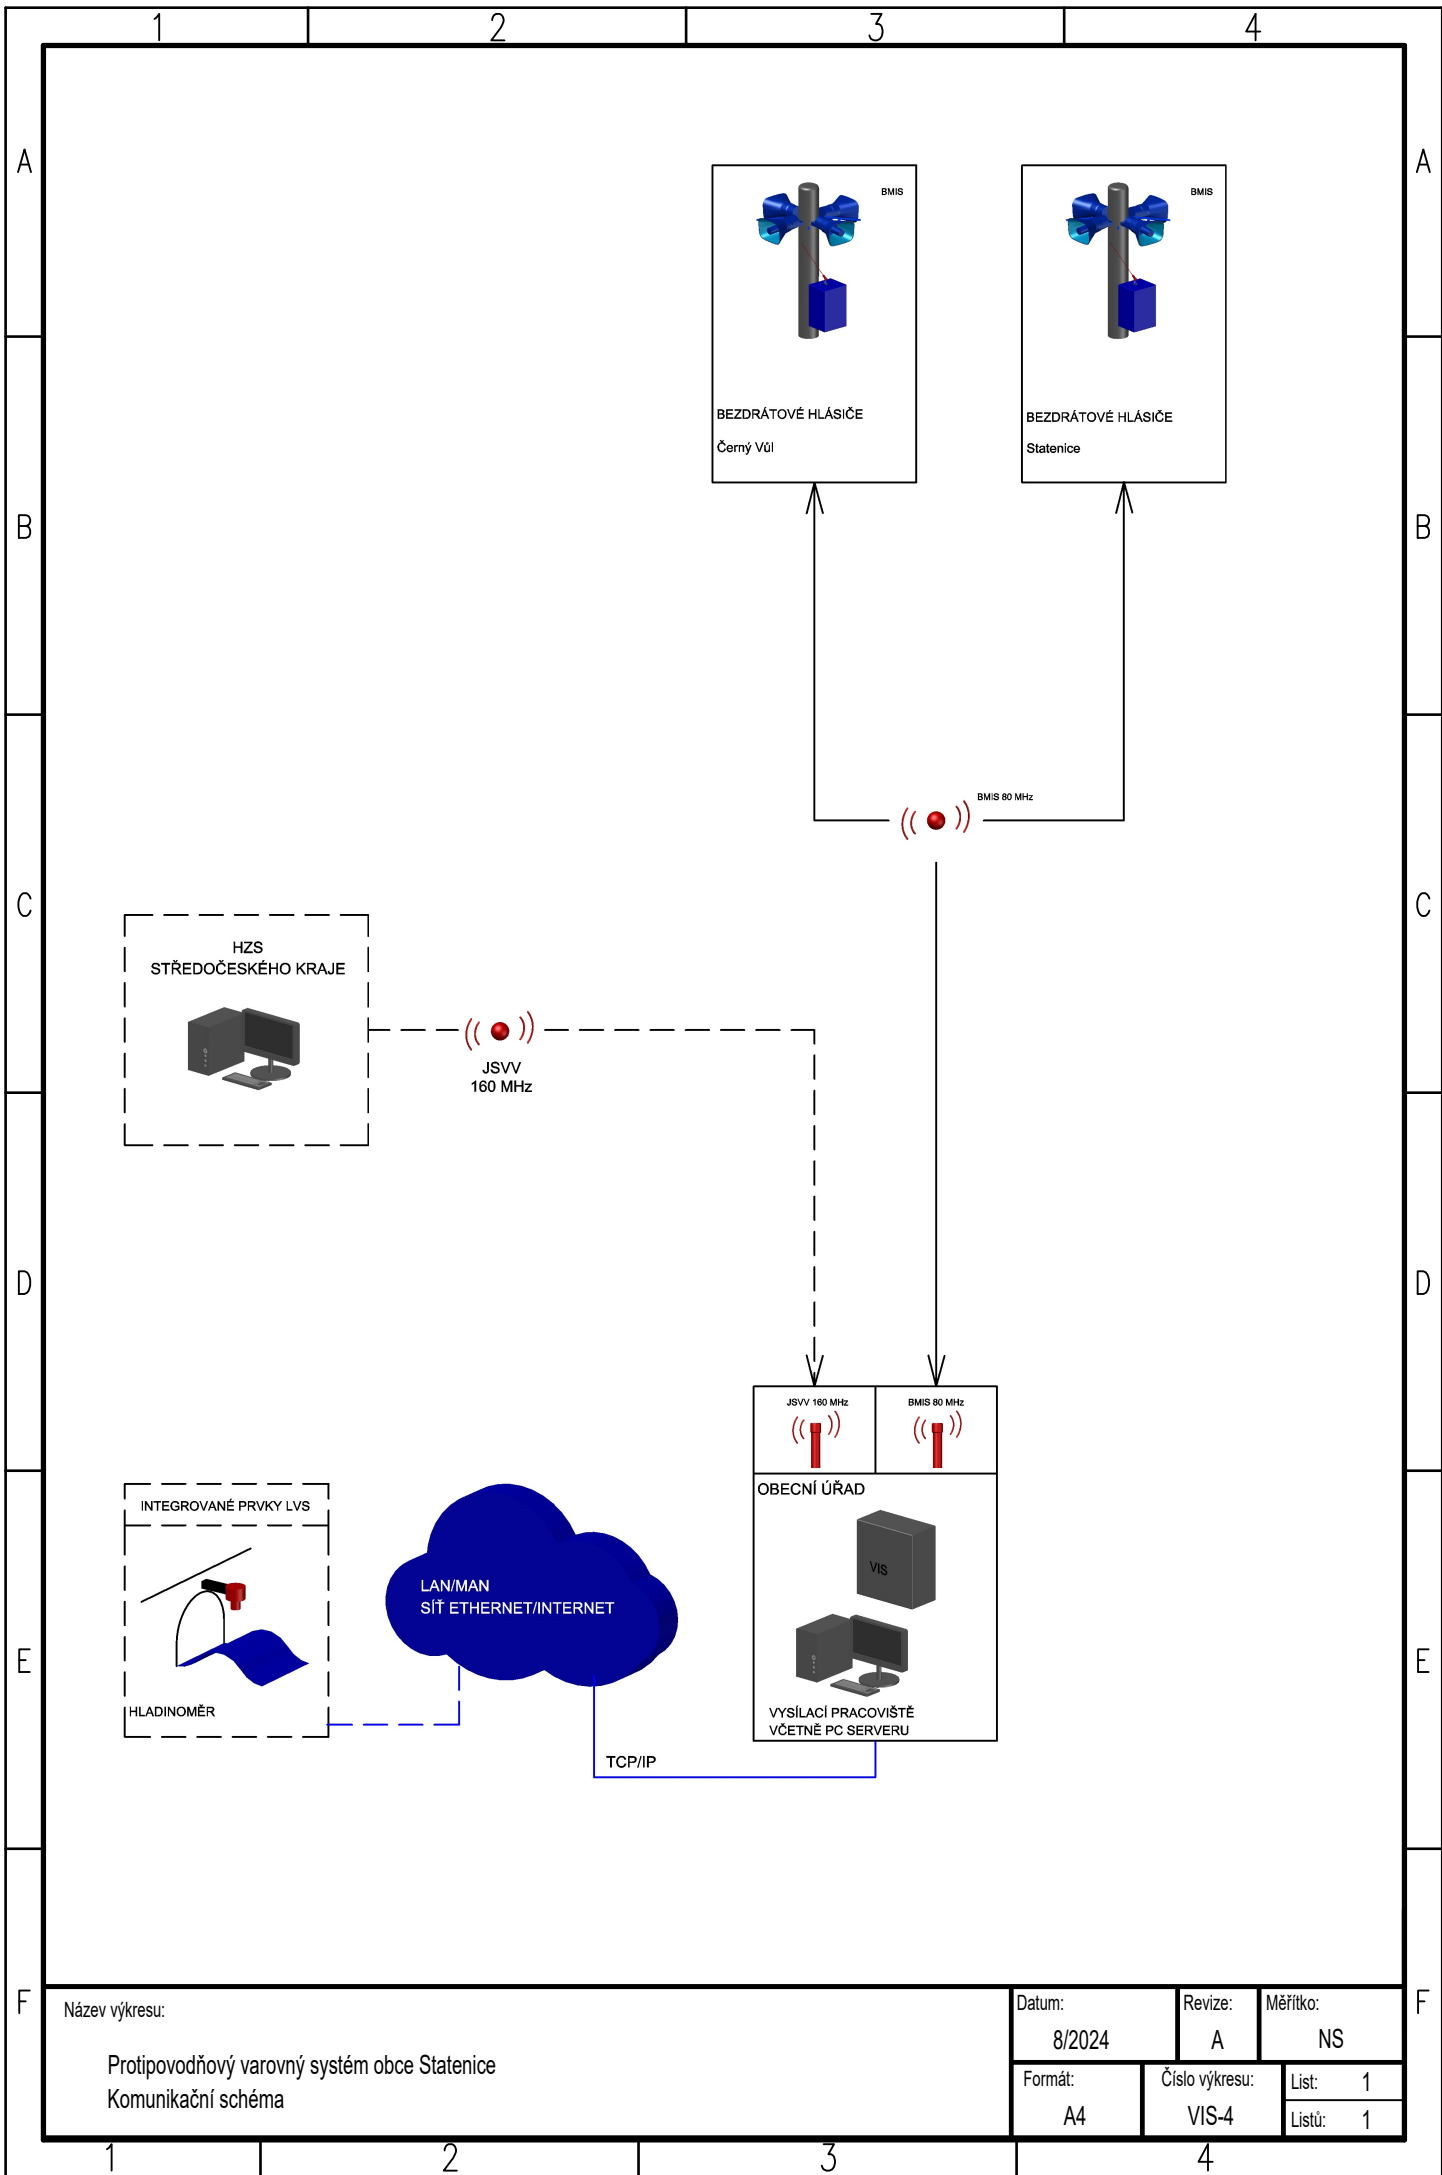 1 2 3 4
A A
BMIS BMIS
BEZDRÁTOVÉ HLÁSIČE
Černý Vůl
BEZDRÁTOVÉ HLÁSIČE
Statenice
B B
BMIS 80 MHz
C C
HZS
STŘEDOČESKÉHO KRAJE
JSVV
160 MHz
D D
JSVV 160 MHz
BMIS 80 MHz
OBECNÍ ÚŘAD
VIS
VYSÍLACÍ PRACOVIŠTĚ
VČETNĚ PC SERVERU
INTEGROVANÉ PRVKY LVS
HLADINOMĚR
LAN/MAN
SÍŤ ETHERNET/INTERNET
TCP/IP
E E
F F
Název výkresu:
Protipovodňový varovný systém obce Statenice
Komunikační schéma
Datum:
8/2024
Revize:
A
Měřítko:
NS
Formát:
A4
Číslo výkresu:
VIS-4
List: 1
Listů: 1
1 2 3 4